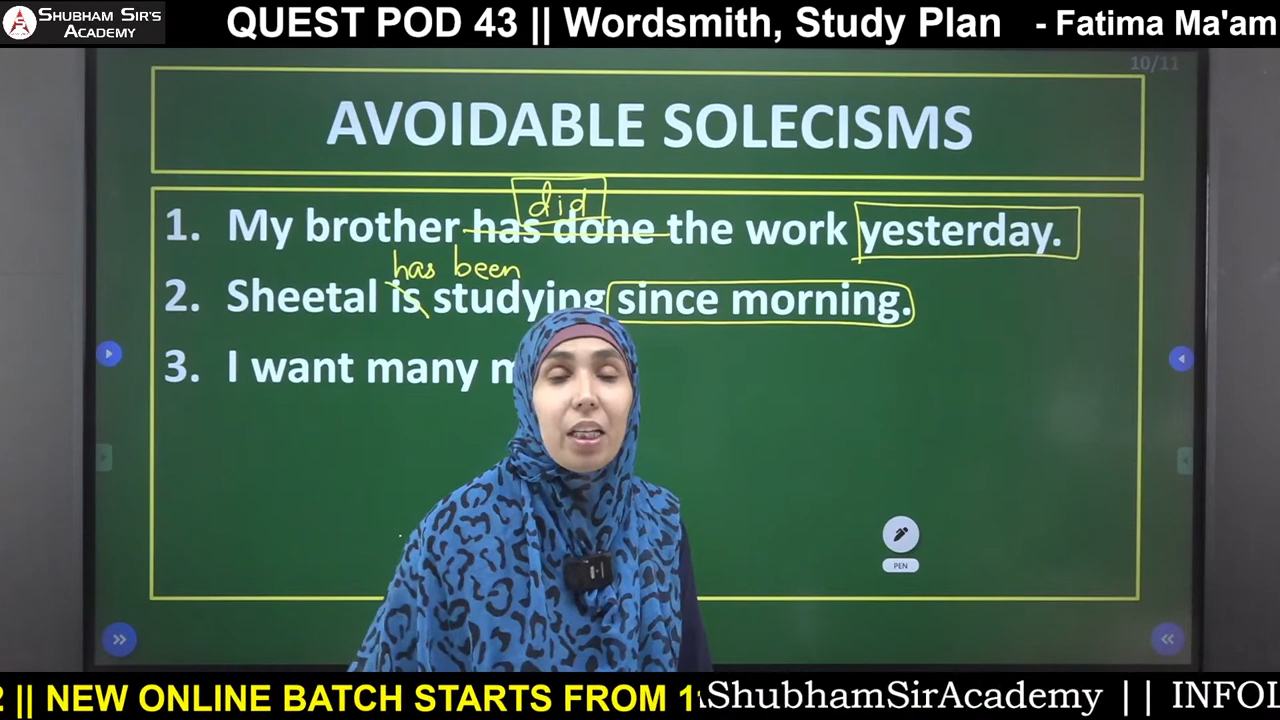 SHUBHAM SIR'S
ACADEMY
QUEST POD 43 || Wordsmith, Study Plan - Fatima Ma'am
10/11
AVOIDABLE SOLECISMS
did
1. My brother has done the work yesterday.
has been
2. Sheetal is studying since morning.
3. I want many
PEN
|| NEW ONLINE BATCH STARTS FROM
ShubhamSirAcademy ||